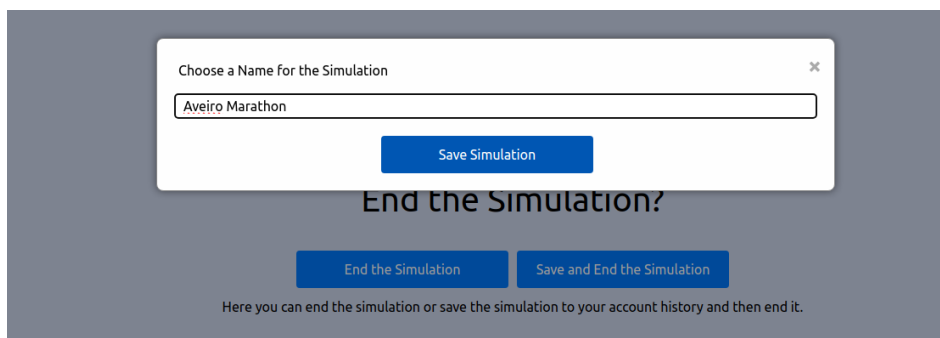 Choose a Name for the Simulation
×
Aveiro Marathon
Save Simulation
End the Simulation?
End the Simulation
Save and End the Simulation
Here you can end the simulation or save the simulation to your account history and then end it.